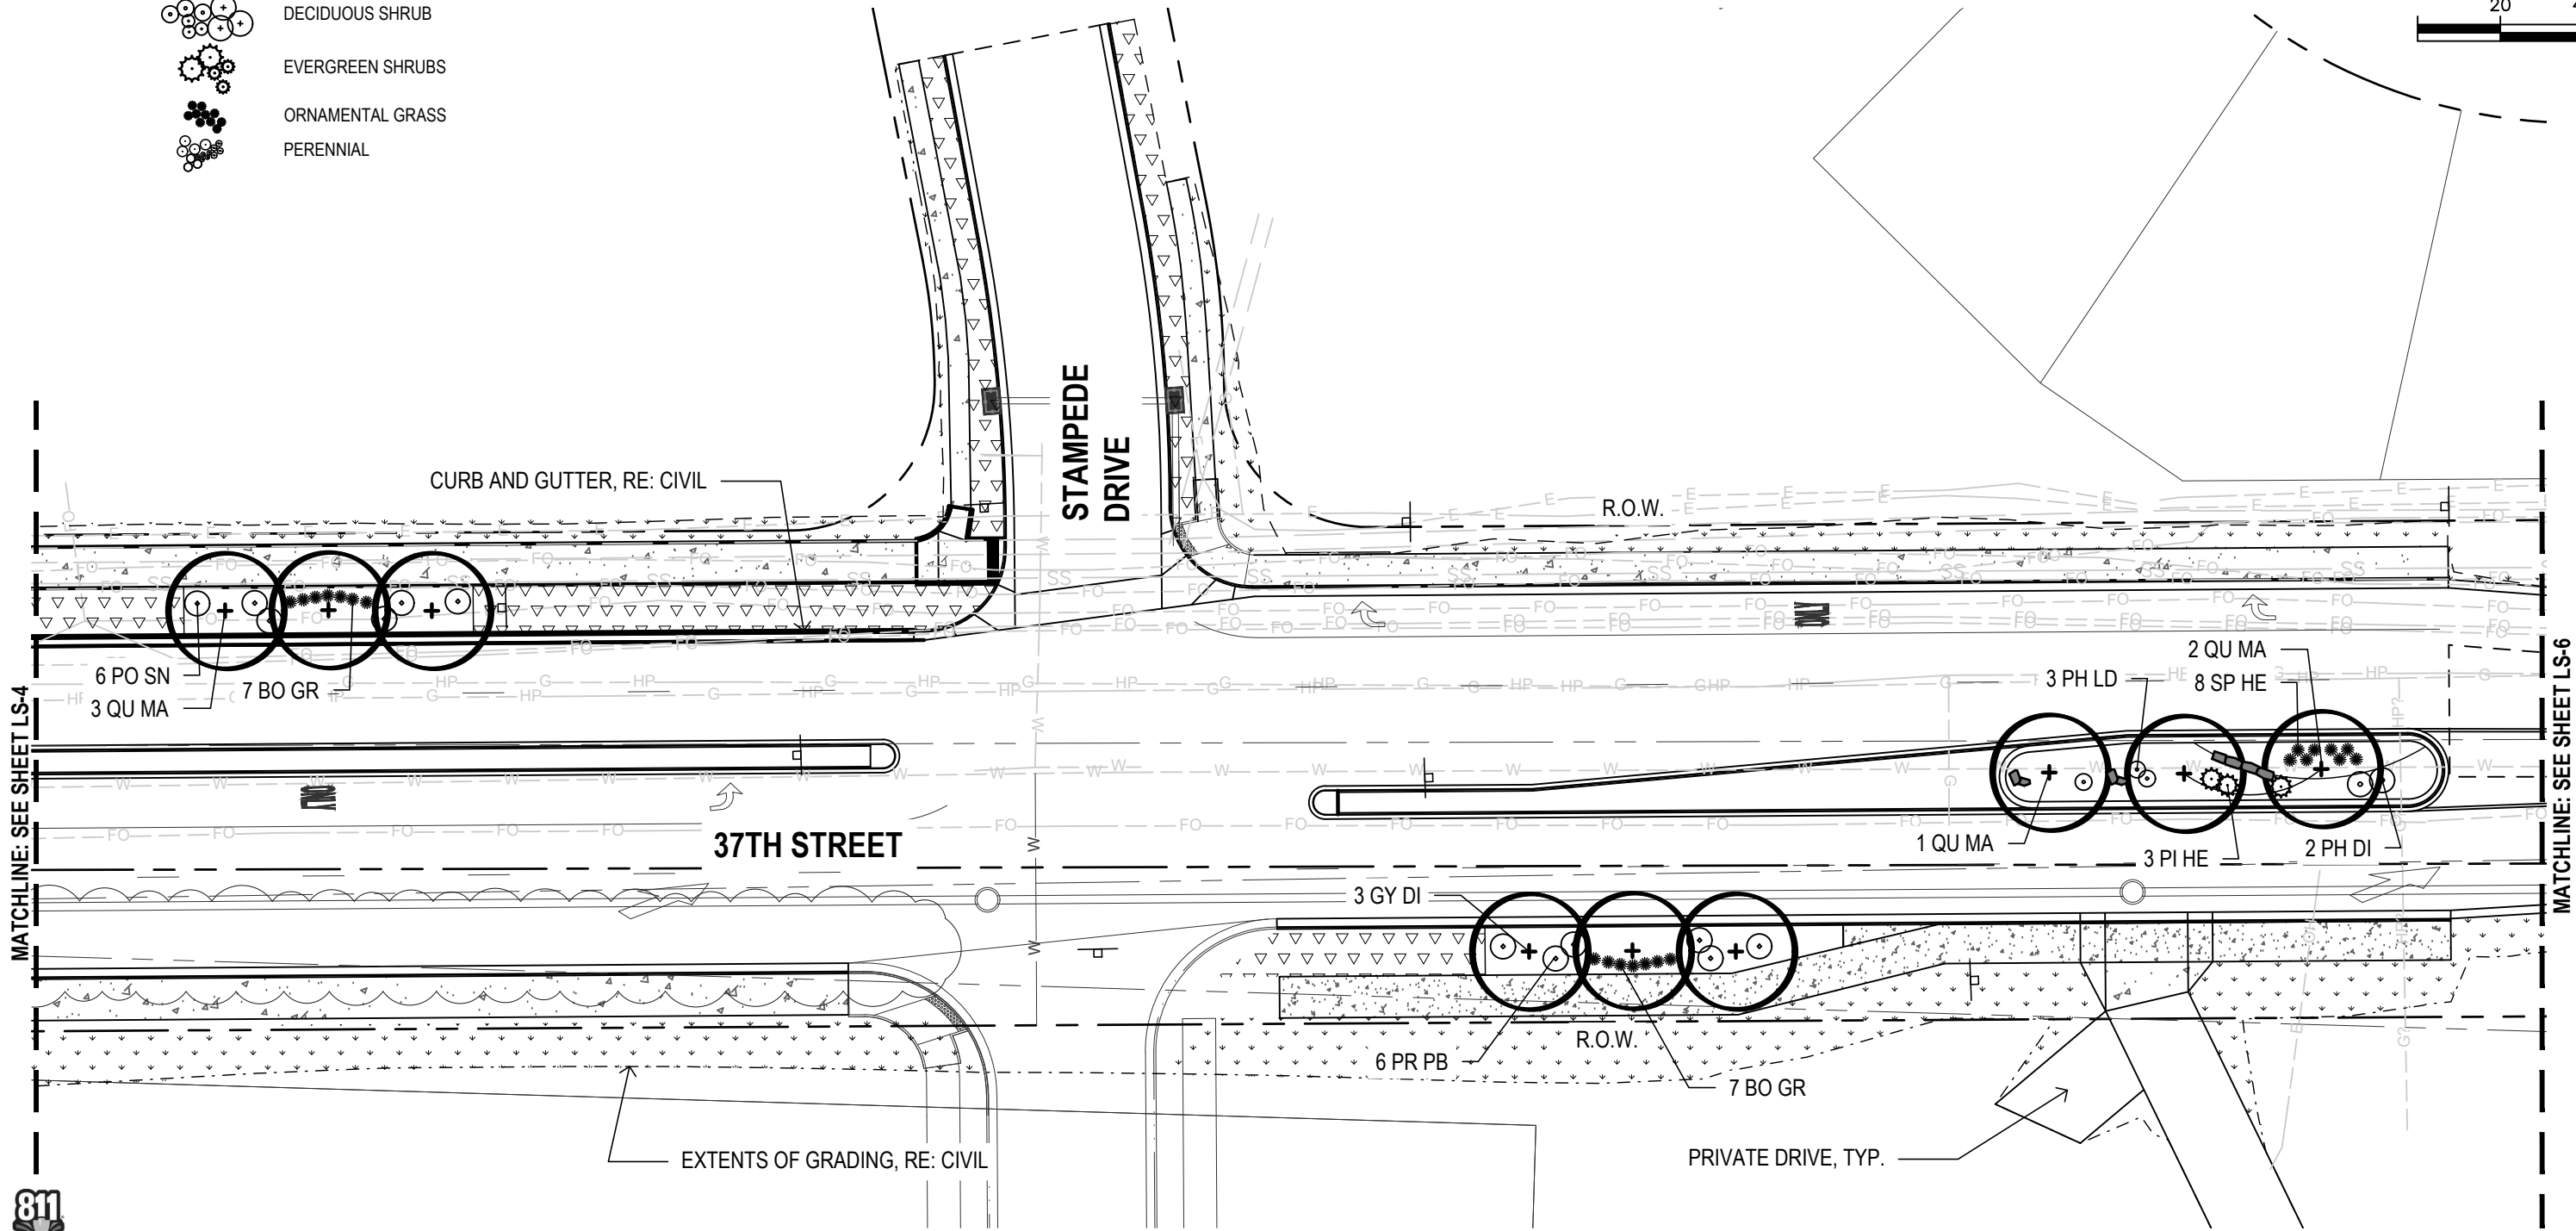 DECIDUOUS SHRUB
EVERGREEN SHRUBS
ORNAMENTAL GRASS
PERENNIAL
20
STAMPEDE
DRIVE
CURB AND GUTTER, RE: CIVIL
R.O.W.
6 PO SN
3 QU MA
7 BO GR
2 QU MA
3 PH LD
8 SP HE
MATCHLINE: SEE SHEET LS-4
MATCHLINE: SEE SHEET LS-6
37TH STREET
1 QU MA
3 PI HE
2 PH DI
3 GY DI
6 PR PB
R.O.W.
7 BO GR
EXTENTS OF GRADING, RE: CIVIL
PRIVATE DRIVE, TYP.
811